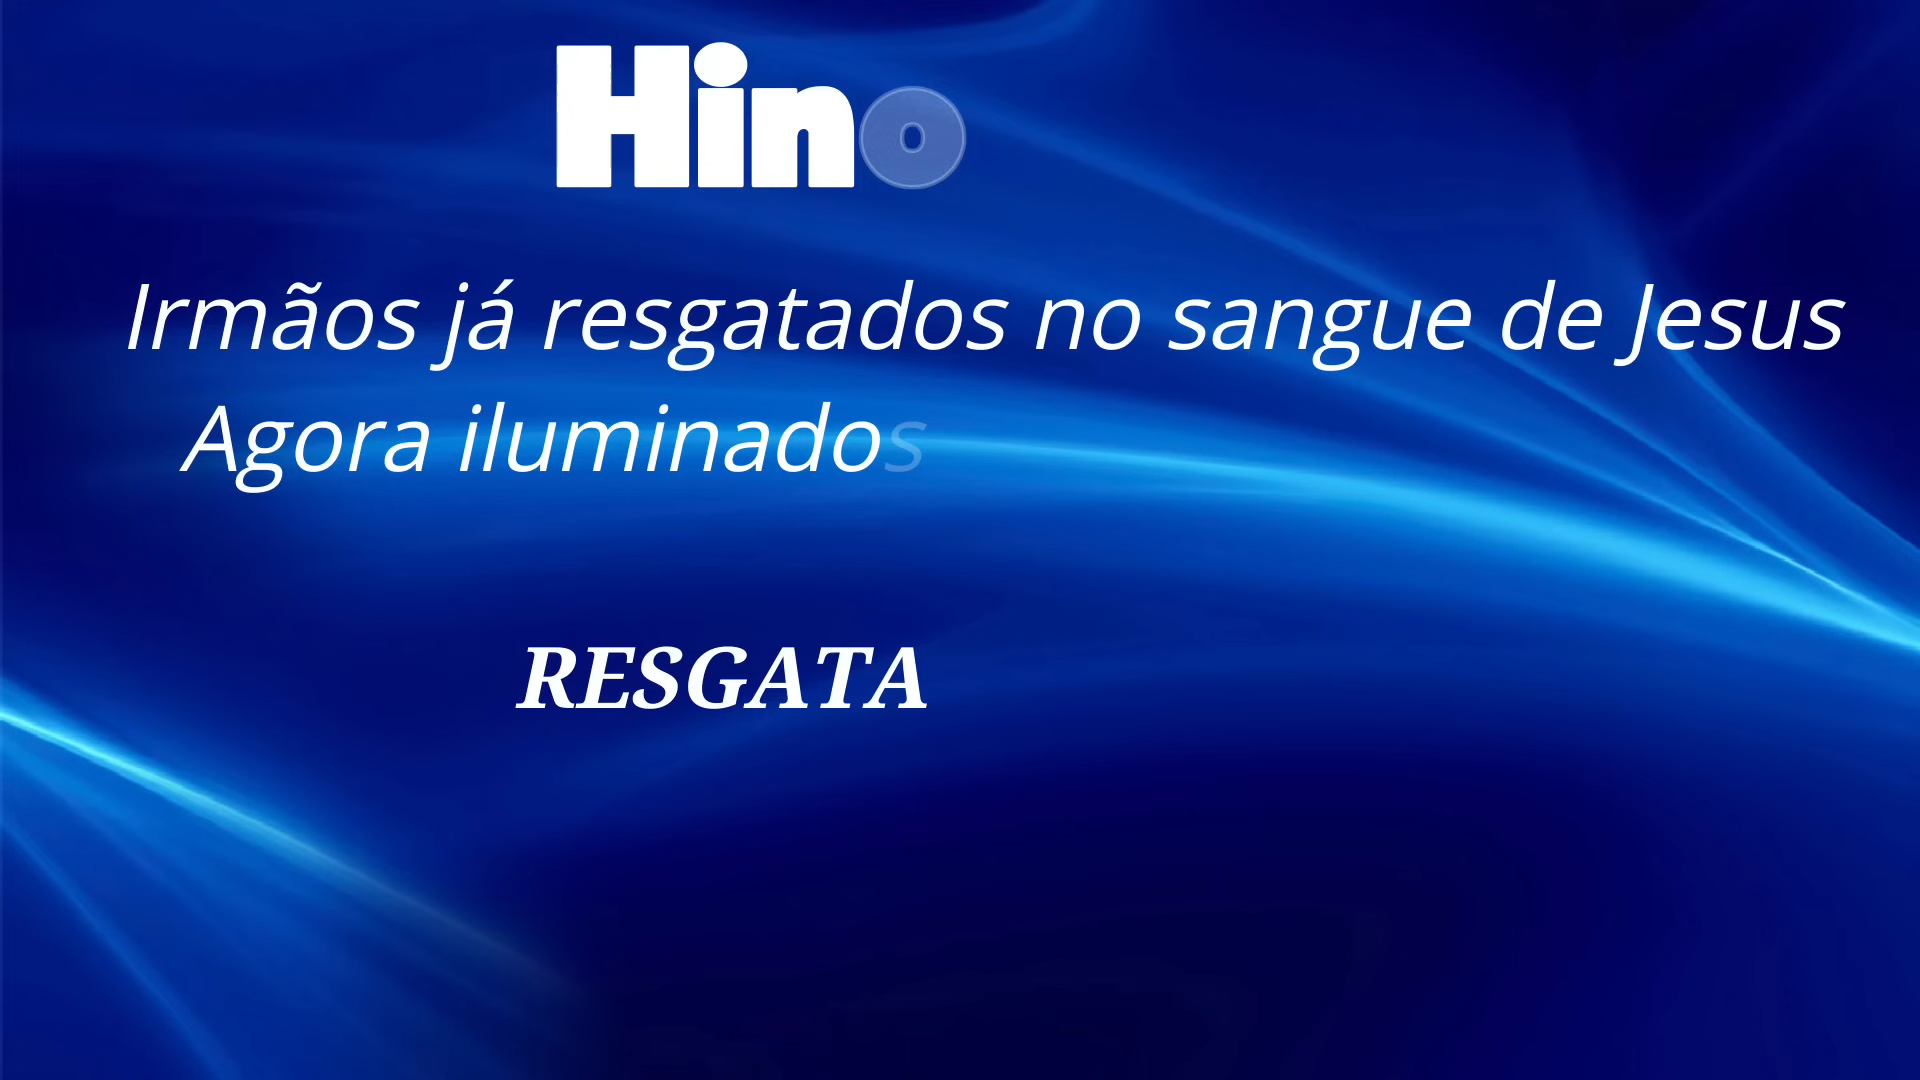 Hino
Irmãos já resgatados no sangue de Jesus
Agora iluminados
RESGATA